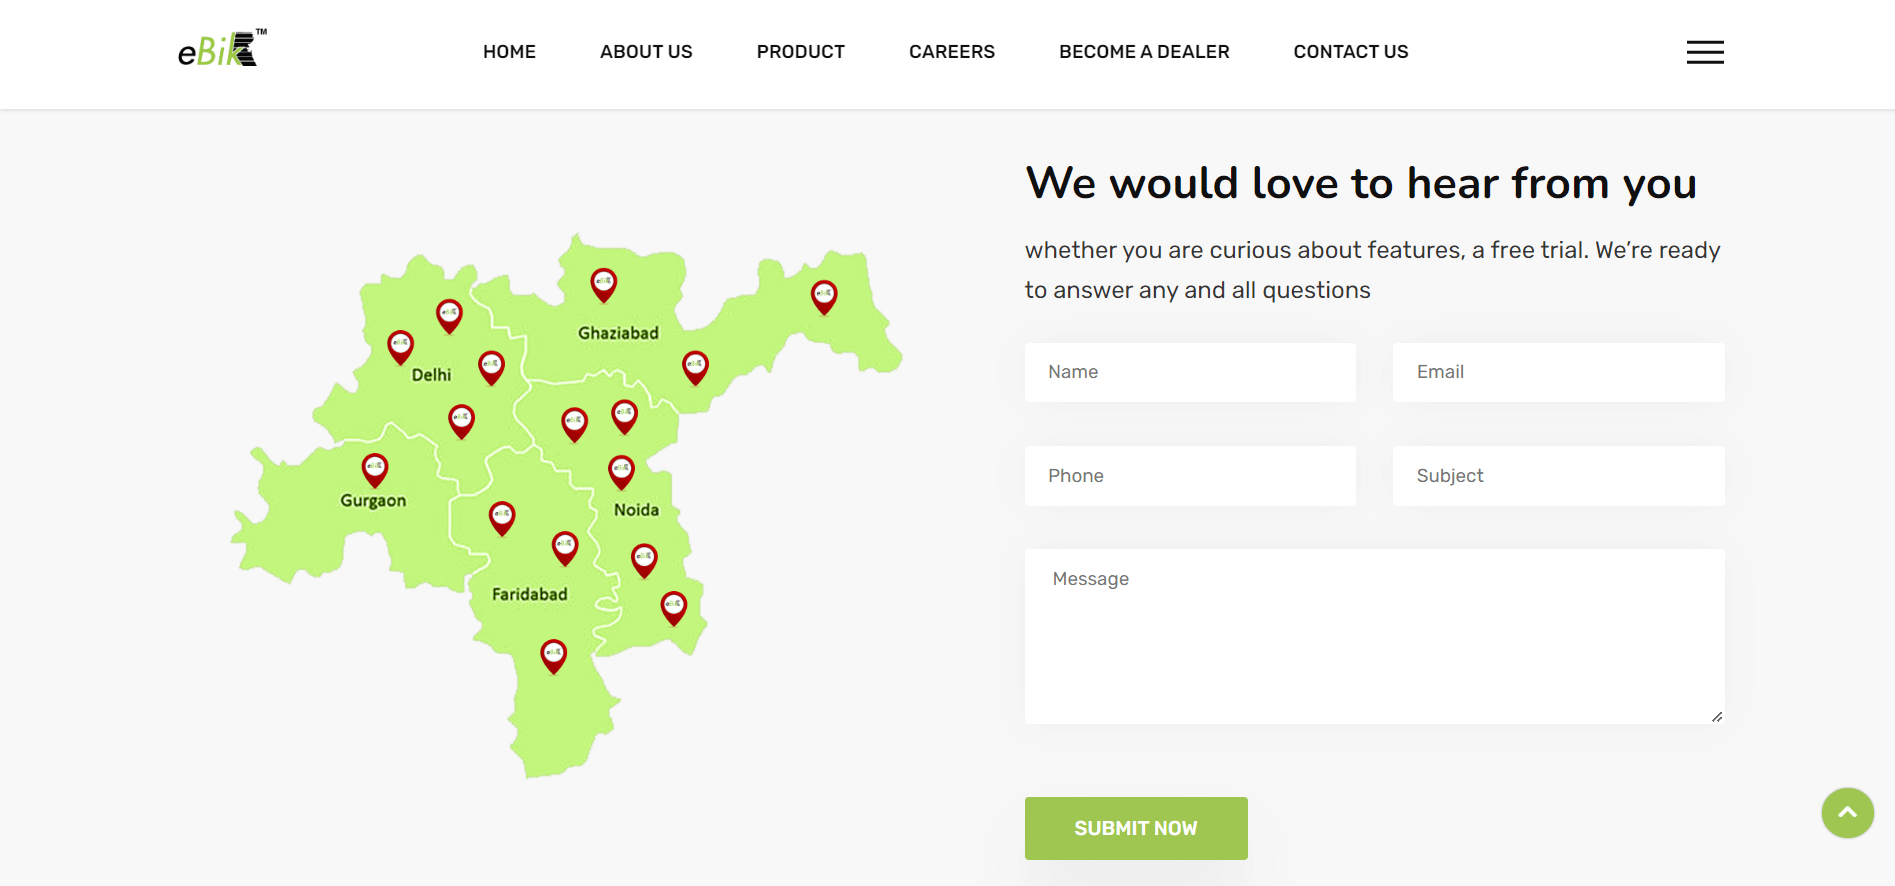 eBik TM
HOME
ABOUT US
PRODUCT
CAREERS
BECOME A DEALER
CONTACT US
Ghaziabad
Delhi
Gurgaon
Noida
Faridabad
We would love to hear from you
whether you are curious about features, a free trial. We’re ready
to answer any and all questions
Name
Email
Phone
Subject
Message
SUBMIT NOW